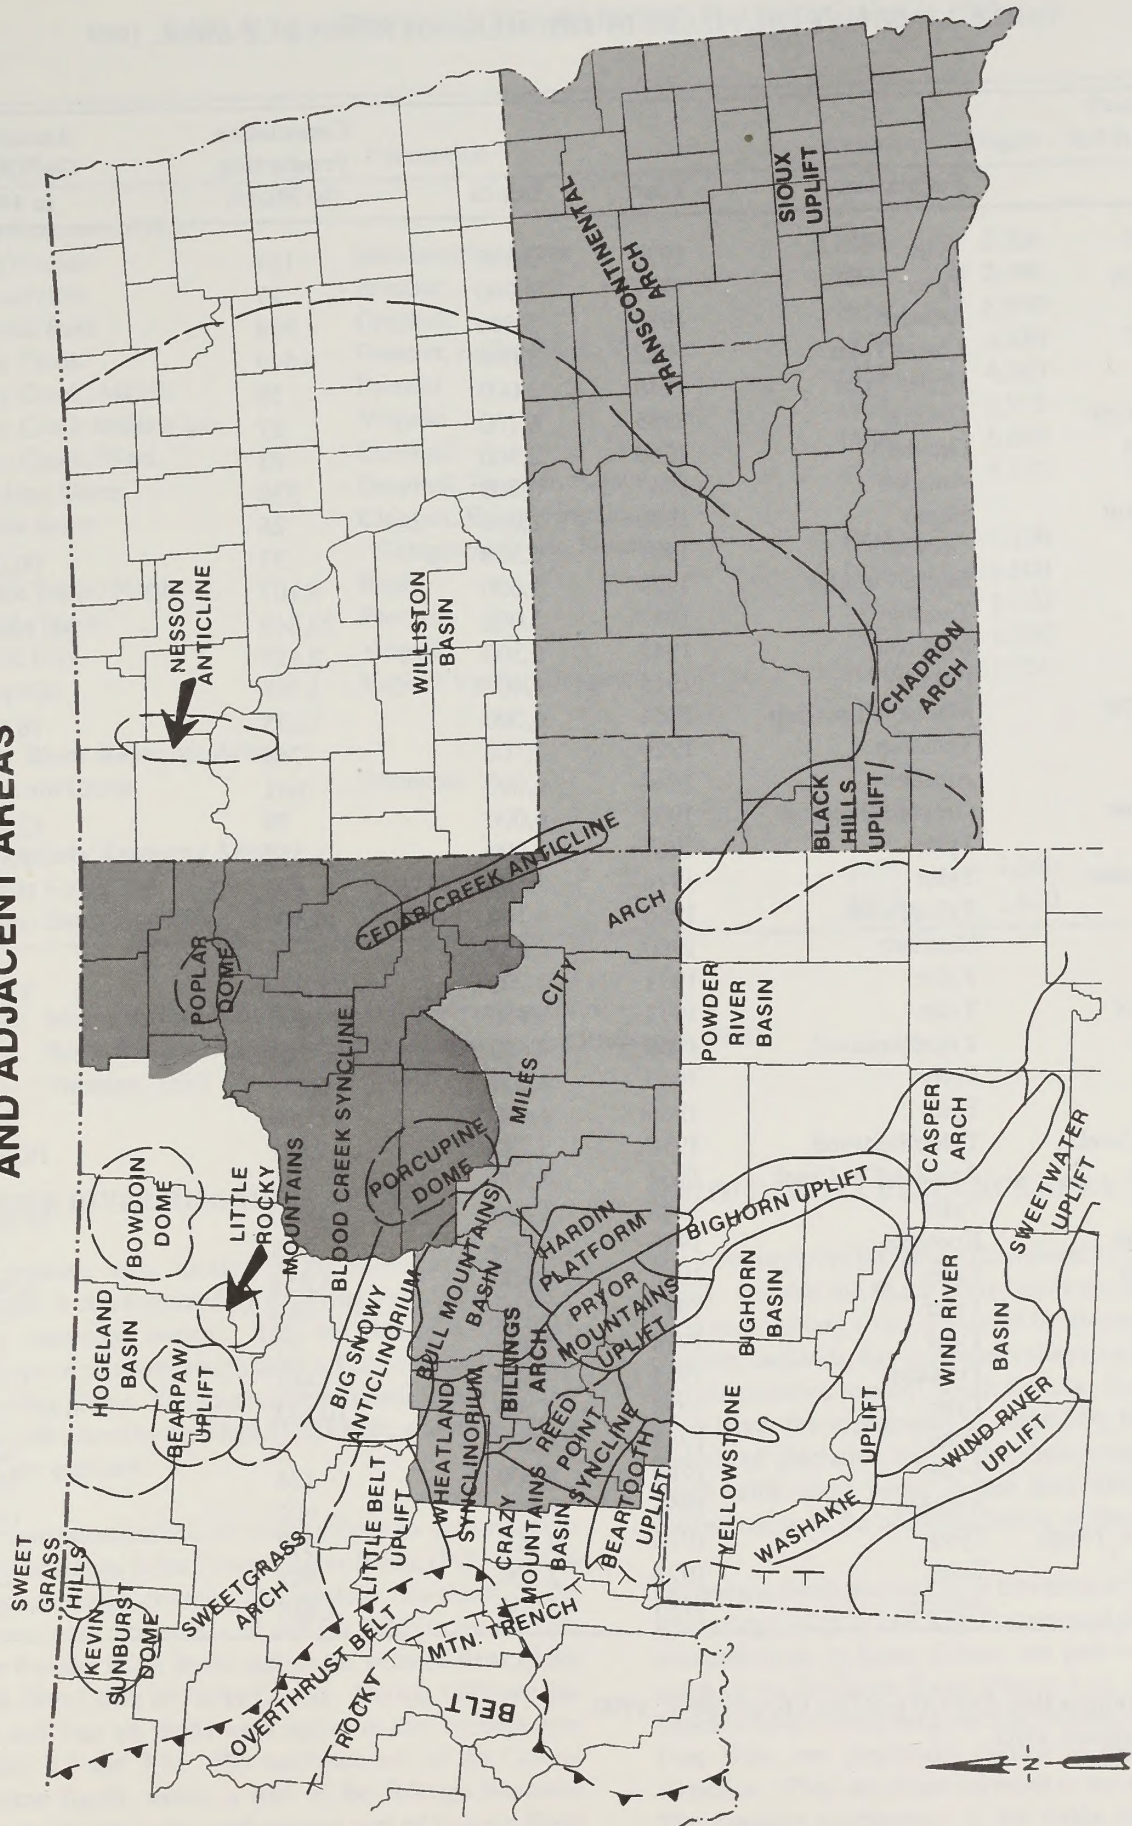 AND ADJACENT AREAS
SWEET
GRASS
HILLS
KEVIN
SUNBURST
DOME
SWEETGRASS
ARCH
OVERTHRUST BELT
ROCKY
MTN. TRENCH
BELT
HOGELAND
BASIN
BEARPAW
UPLIFT
BOWDOIN
DOME
LITTLE
ROCKY
MOUNTAINS
POPLAR
DOME
NESSON
ANTICLINE
WILLISTON
BASIN
BLOOD CREEK SYNCLINE
CEDAR CREEK ANTICLINE
PORCUPINE
DOME
BIG SNOWY
ANTICLINORIUM
LITTLE BELT
UPLIFT
BULL MOUNTAINS
BASIN
WHEATLAND
SYNCLINORIUM
BILLINGS
ARCH
CRAZY
MOUNTAINS
BASIN
REED
POINT
SYNCLINE
BEARTOOTH
UPLIFT
HARDIN
PLATFORM
PRYOR
MOUNTAINS
UPLIFT
MILES
CITY
ARCH
TRANSCONTINENTAL
ARCH
SIOUX
UPLIFT
CHADRON
ARCH
BLACK
HILLS
UPLIFT
POWDER
RIVER
BASIN
BIGHORN UPLIFT
BIGHORN
BASIN
CASPER
ARCH
SWEETWATER
UPLIFT
WIND RIVER
BASIN
WIND RIVER
UPLIFT
YELLOWSTONE
WASHAKIE
UPLIFT
N